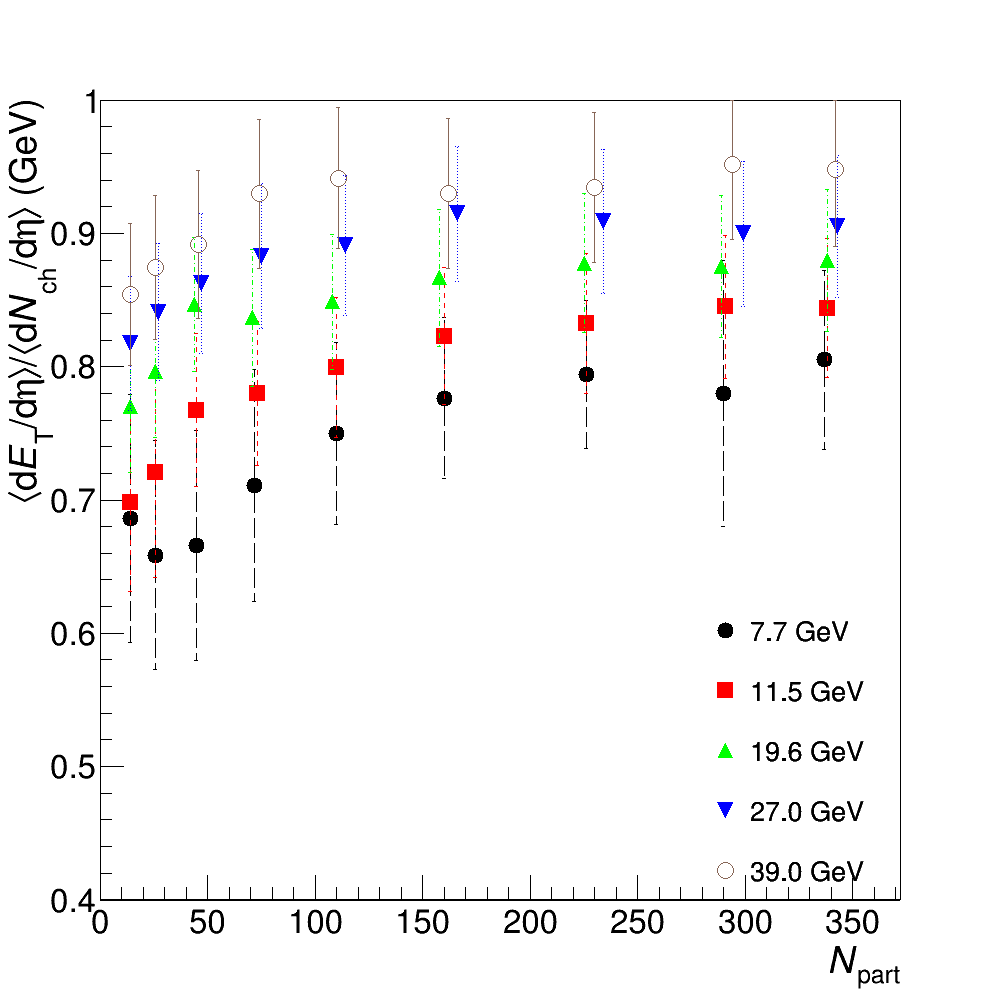 ⟨dE_T/dη⟩/⟨dN_ch/dη⟩ (GeV)
1
0.9
0.8
0.7
0.6
0.5
0.4
7.7 GeV
11.5 GeV
19.6 GeV
27.0 GeV
39.0 GeV
0 50 100 150 200 250 300 350
N_part